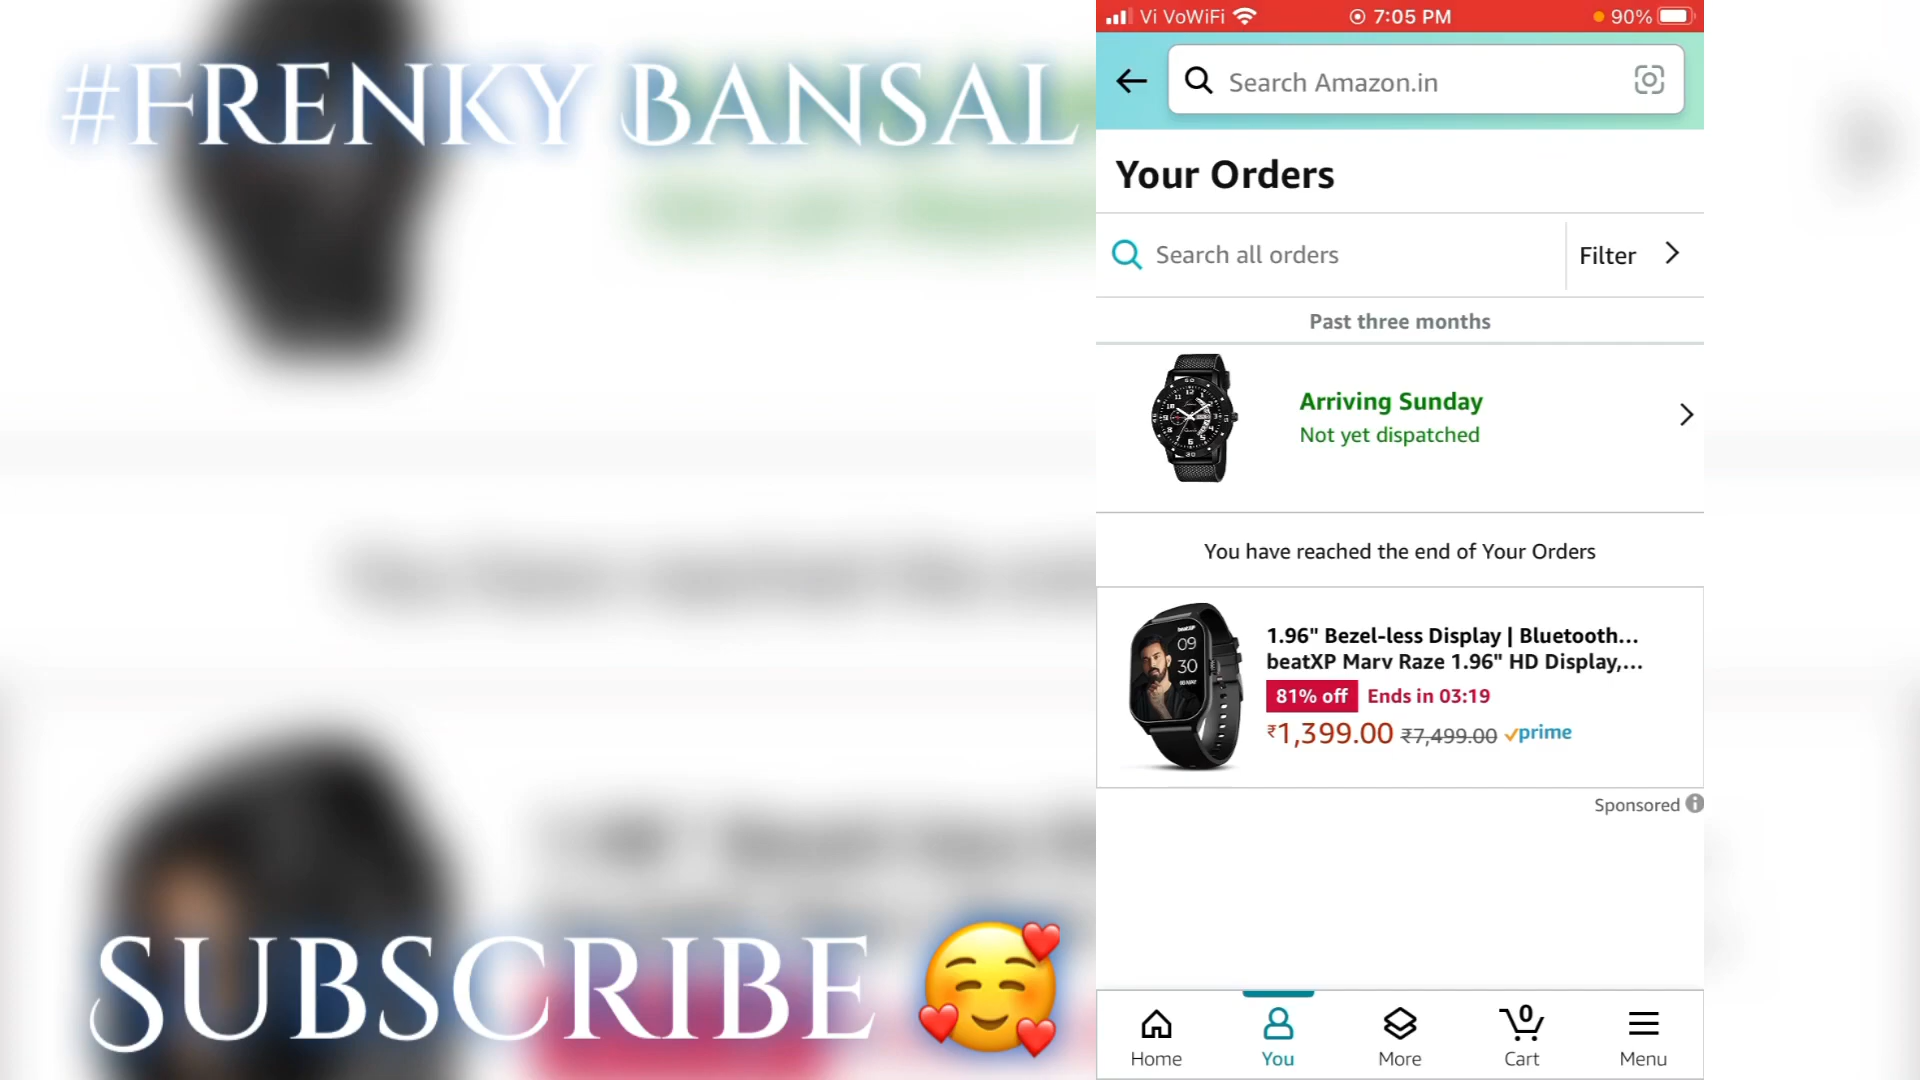 #Frenky Bansal
Subscribe 🥰
Vi VoWiFi 7:05 PM 90%
Search Amazon.in
Your Orders
Search all orders Filter
Past three months
Arriving Sunday
Not yet dispatched
You have reached the end of Your Orders
1.96" Bezel-less Display | Bluetooth...
beatXP Marv Raze 1.96" HD Display,...
81% off Ends in 03:19
₹1,399.00 ₹7,499.00 prime
Sponsored
0
Home You More Cart Menu